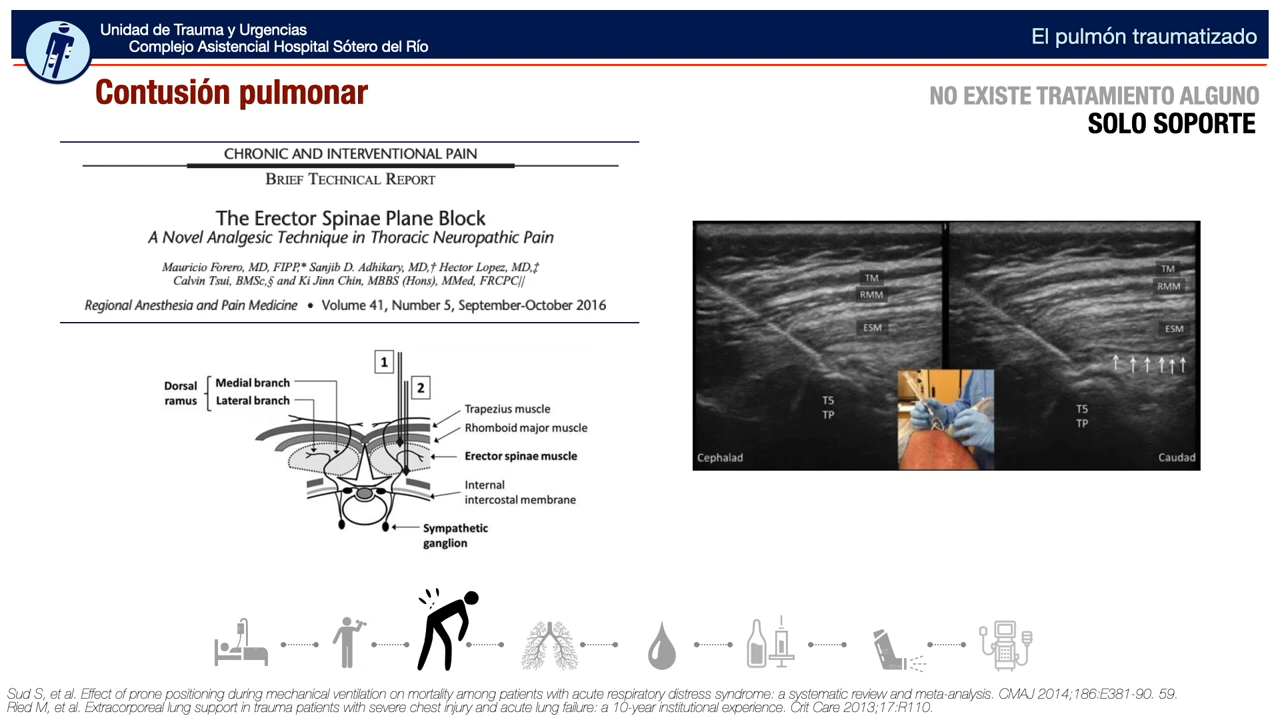 Unidad de Trauma y Urgencias
Complejo Asistencial Hospital Sótero del Río
El pulmón traumatizado
Contusión pulmonar
NO EXISTE TRATAMIENTO ALGUNO
SOLO SOPORTE
CHRONIC AND INTERVENTIONAL PAIN
BRIEF TECHNICAL REPORT
The Erector Spinae Plane Block
A Novel Analgesic Technique in Thoracic Neuropathic Pain
Mauricio Forero, MD, FIPP,* Sanjib D. Adhikary, MD,† Hector Lopez, MD,‡
Calvin Tsui, BMSc,§ and Ki Jinn Chin, MBBS (Hons), MMed, FRCPC||
Regional Anesthesia and Pain Medicine • Volume 41, Number 5, September-October 2016
1
2
Dorsal
ramus
Medial branch
Lateral branch
Trapezius muscle
Rhomboid major muscle
Erector spinae muscle
Internal
intercostal membrane
Sympathetic
ganglion
TM
RMM
ESM
T5
TP
Cephalad
TM
RMM
ESM
T5
TP
Caudad
Sud S, et al. Effect of prone positioning during mechanical ventilation on mortality among patients with acute respiratory distress syndrome: a systematic review and meta-analysis. CMAJ 2014;186:E381-90. 59.
Ried M, et al. Extracorporeal lung support in trauma patients with severe chest injury and acute lung failure: a 10-year institutional experience. Crit Care 2013;17:R110.